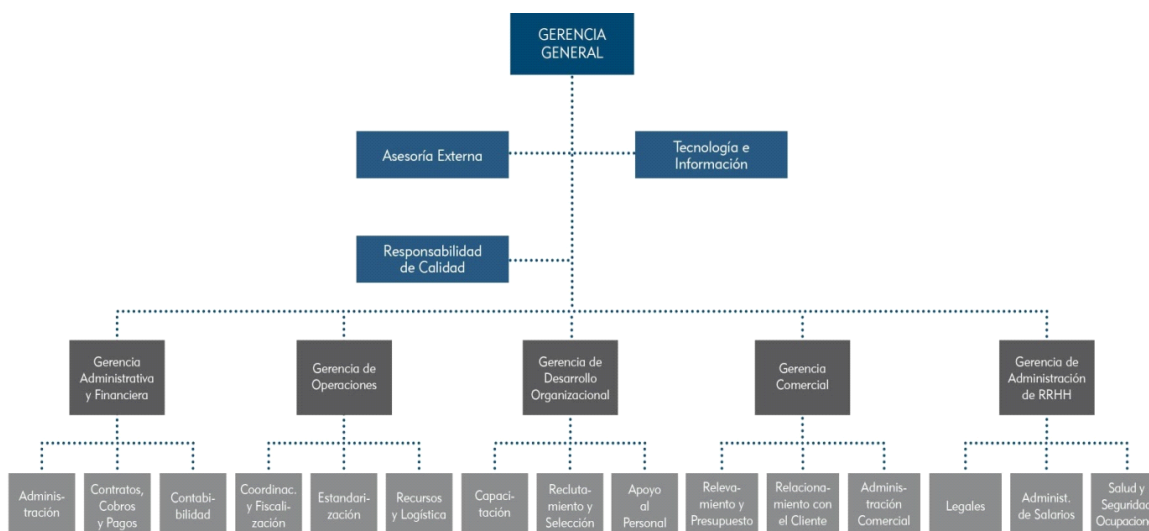 GERENCIA
GENERAL
Asesoría Externa
Tecnología e
Información
Responsabilidad
de Calidad
Gerencia
Administrativa
y Financiera
Gerencia de
Operaciones
Gerencia de
Desarrollo
Organizacional
Gerencia
Comercial
Gerencia de
Administración
de RRHH
Adminis-
tración
Contratos,
Cobros
y Pagos
Contabi-
lidad
Coordinac.
y Fiscali-
zación
Estandari-
zación
Recursos
y Logística
Capaci-
tación
Recluta-
miento y
Selección
Apoyo
al
Personal
Releva-
miento y
Presupuesto
Relaciona-
miento con
el Cliente
Adminis-
tración
Comercial
Legales
Administ.
de Salarios
Salud y
Seguridad